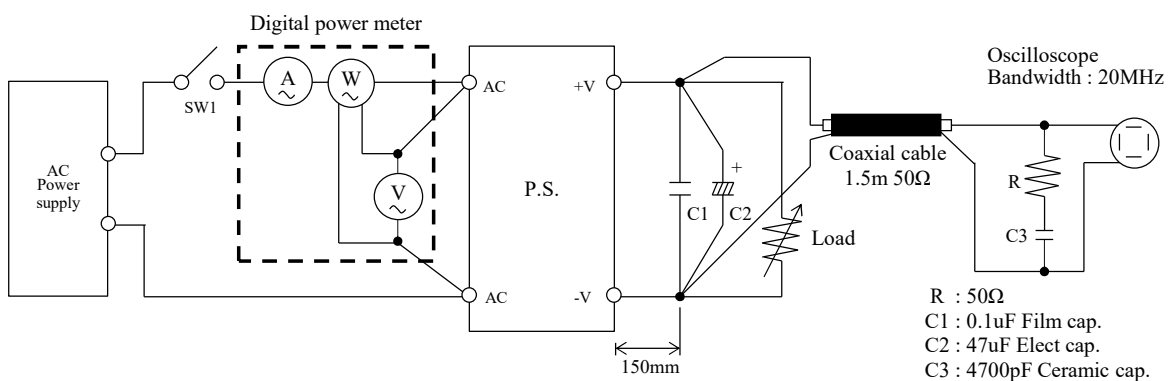 Digital power meter
Oscilloscope
Bandwidth : 20MHz
A
W
AC
+V
SW1
AC
Power
supply
V
P.S.
C1
+
C2
Coaxial cable
1.5m 50Ω
R
Load
C3
AC
-V
150mm
R : 50Ω
C1 : 0.1uF Film cap.
C2 : 47uF Elect cap.
C3 : 4700pF Ceramic cap.